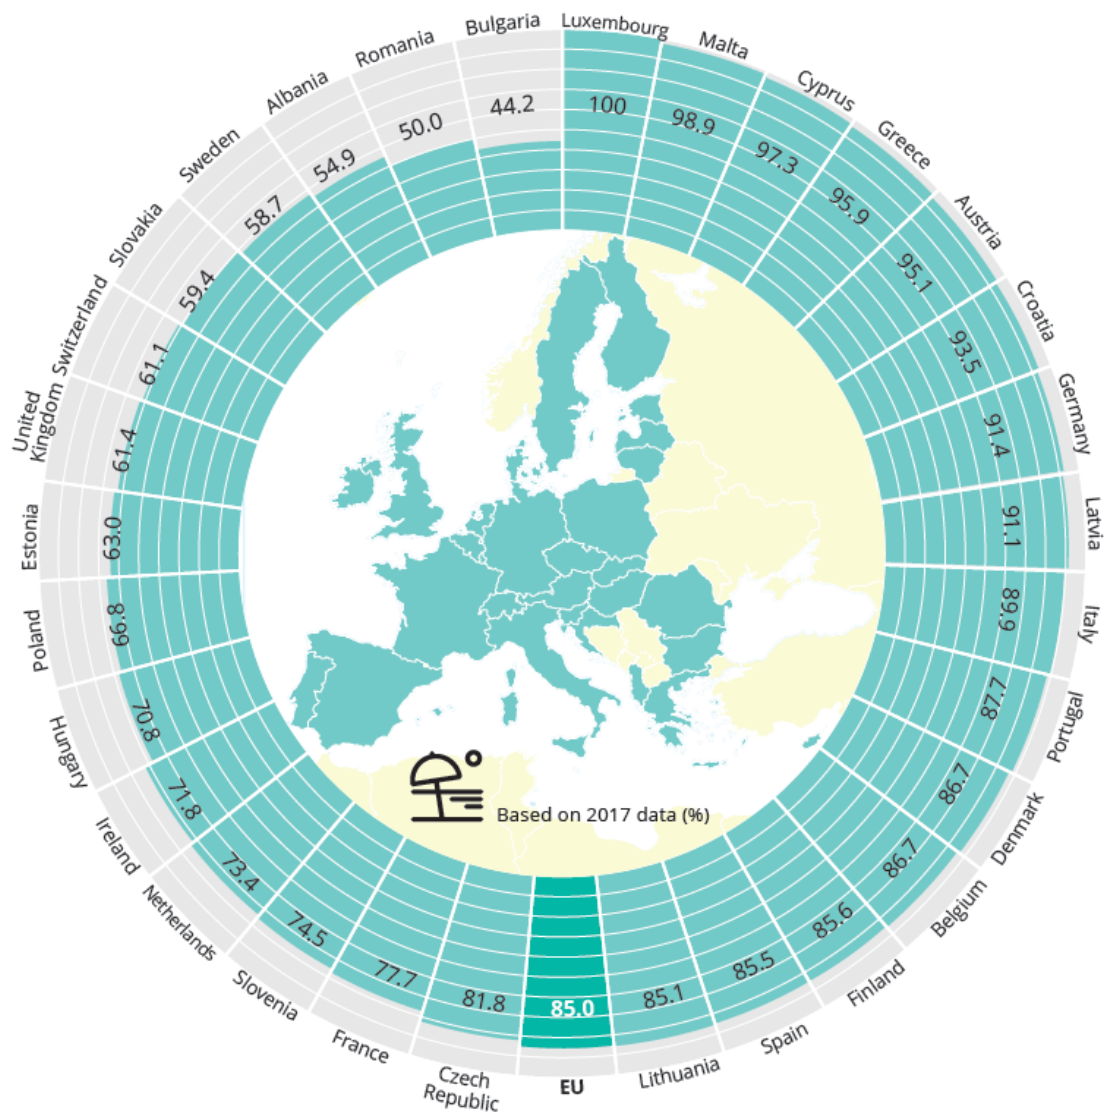 Luxembourg
100
Malta
98.9
Cyprus
97.3
Greece
95.9
Austria
95.1
Croatia
93.5
Germany
91.4
Latvia
91.1
Italy
89.9
Portugal
87.7
Denmark
86.7
Belgium
86.7
Finland
85.6
Spain
85.5
Lithuania
85.1
EU
85.0
Czech
Republic
81.8
France
77.7
Slovenia
74.5
Netherlands
73.4
Ireland
71.8
Hungary
70.8
Poland
69.8
Estonia
63.0
United
Kingdom
61.4
Switzerland
61.1
Slovakia
59.4
Sweden
58.7
Albania
54.9
Romania
50.0
Bulgaria
44.2
Based on 2017 data (%)